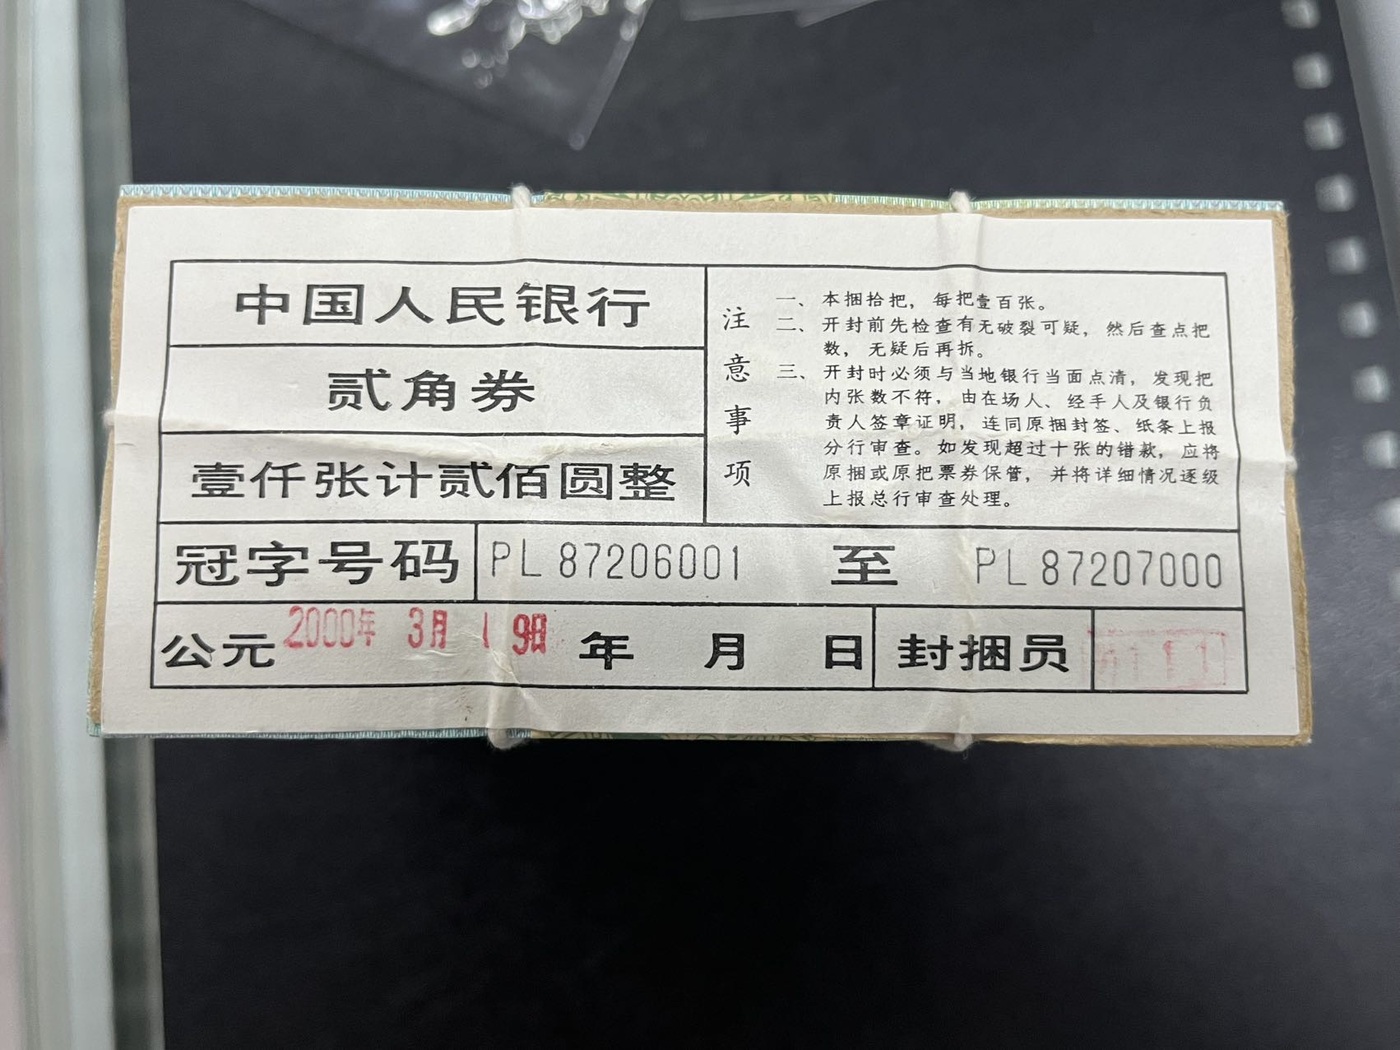 中国人民银行
贰角券
壹仟张计贰佰圆整
注意事项
一、本捆拾把，每把壹百张。
二、开封前先检查有无破裂可疑，然后查点把
数，无疑后再拆。
三、开封时必须与当地银行当面点清，发现把
内张数不符，由在场人、经手人及银行负
责人签章证明，连同原捆封签、纸条上报
分行审查。如发现超过十张的错款，应将
原捆或原把票券保管，并将详细情况逐级
上报总行审查处理。
冠字号码 PL 87206001 至 PL 87207000
公元 2000年 3月 19日 年 月 日 封捆员